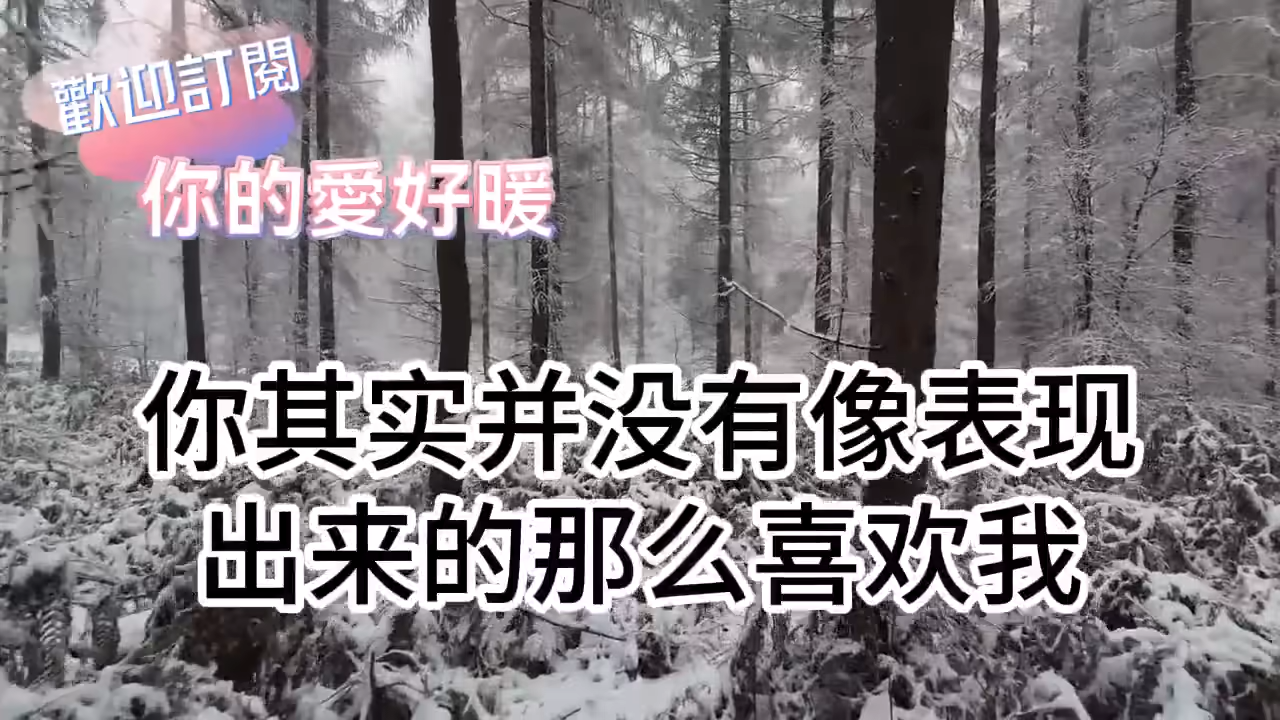 歡迎訂閱
你的愛好暖
你其实并没有像表现
出来的那么喜欢我